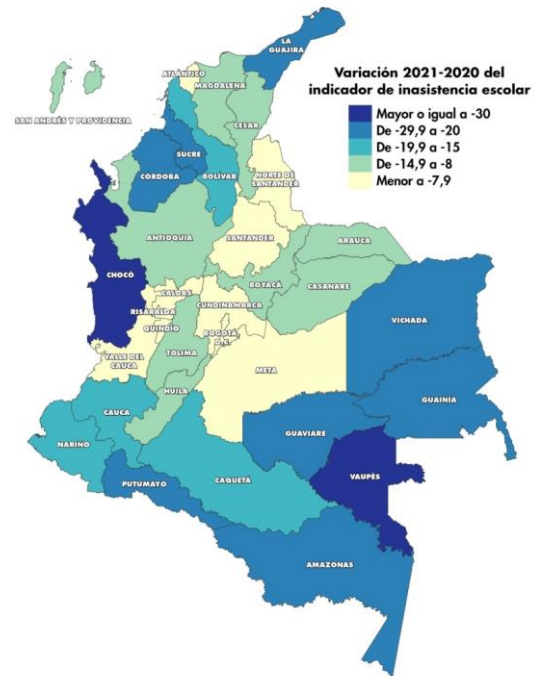 LA
GUAJIRA
Variación 2021-2020 del
indicador de inasistencia escolar
Mayor o igual a -30
De -29,9 a -20
De -19,9 a -15
De -14,9 a -8
Menor a -7,9
ATLÁNTICO
MAGDALENA
SAN ANDRÉS Y PROVIDENCIA
CESAR
SUCRE
NORTE DE
SANTANDER
CÓRDOBA
BOLÍVAR
ANTIOQUIA
SANTANDER
ARAUCA
CHOCÓ
BOYACÁ
CASANARE
CALDAS
RISARALDA
CUNDINAMARCA
VICHADA
QUINDÍO
BOGOTÁ
D.C.
VALLE DEL
CAUCA
TOLIMA
META
HUILA
GUAINÍA
CAUCA
GUAVIARE
NARIÑO
VAUPÉS
CAQUETÁ
PUTUMAYO
AMAZONAS